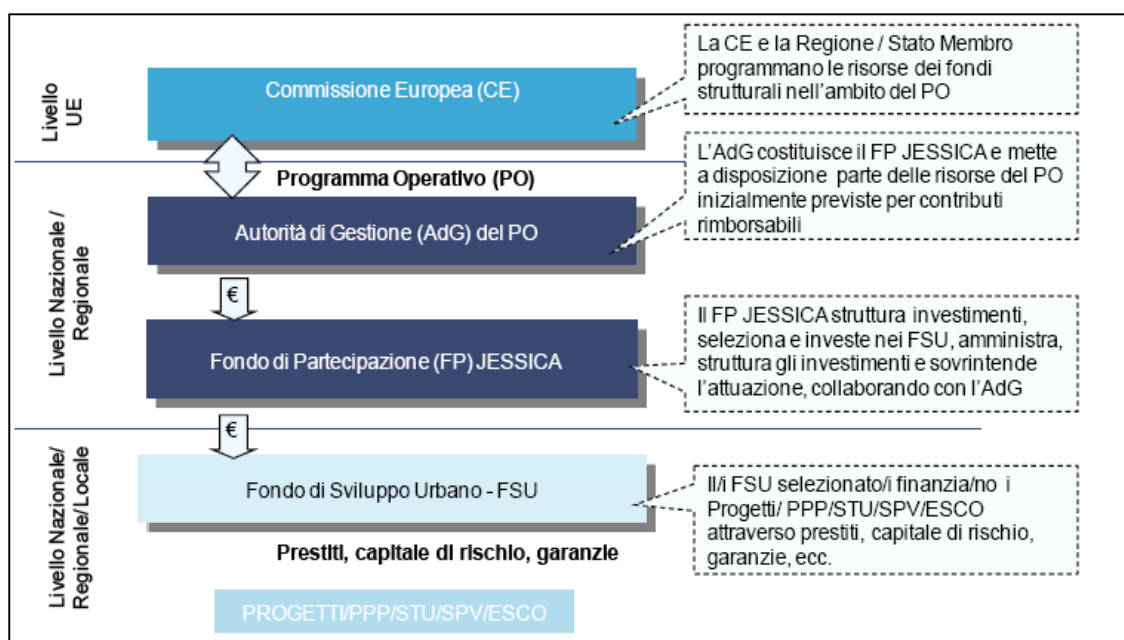 Livello
UE
Commissione Europea (CE)
La CE e la Regione / Stato Membro
programmano le risorse dei fondi
strutturali nell'ambito del PO
Livello Nazionale /
Regionale
Programma Operativo (PO)
Autorità di Gestione (AdG) del PO
L'AdG costituisce il FP JESSICA e mette
a disposizione parte delle risorse del PO
inizialmente previste per contributi
rimborsabili
€
Fondo di Partecipazione (FP) JESSICA
Il FP JESSICA struttura investimenti,
seleziona e investe nei FSU, amministra,
struttura gli investimenti e sovrintende
l'attuazione, collaborando con l'AdG
€
Livello Nazionale/
Regionale/ Locale
Fondo di Sviluppo Urbano - FSU
Il/i FSU selezionato/i finanzia/no i
Progetti/ PPP/STU/SPV/ESCO
attraverso prestiti, capitale di rischio,
garanzie, ecc.
Prestiti, capitale di rischio, garanzie
PROGETTI/PPP/STU/SPV/ESCO